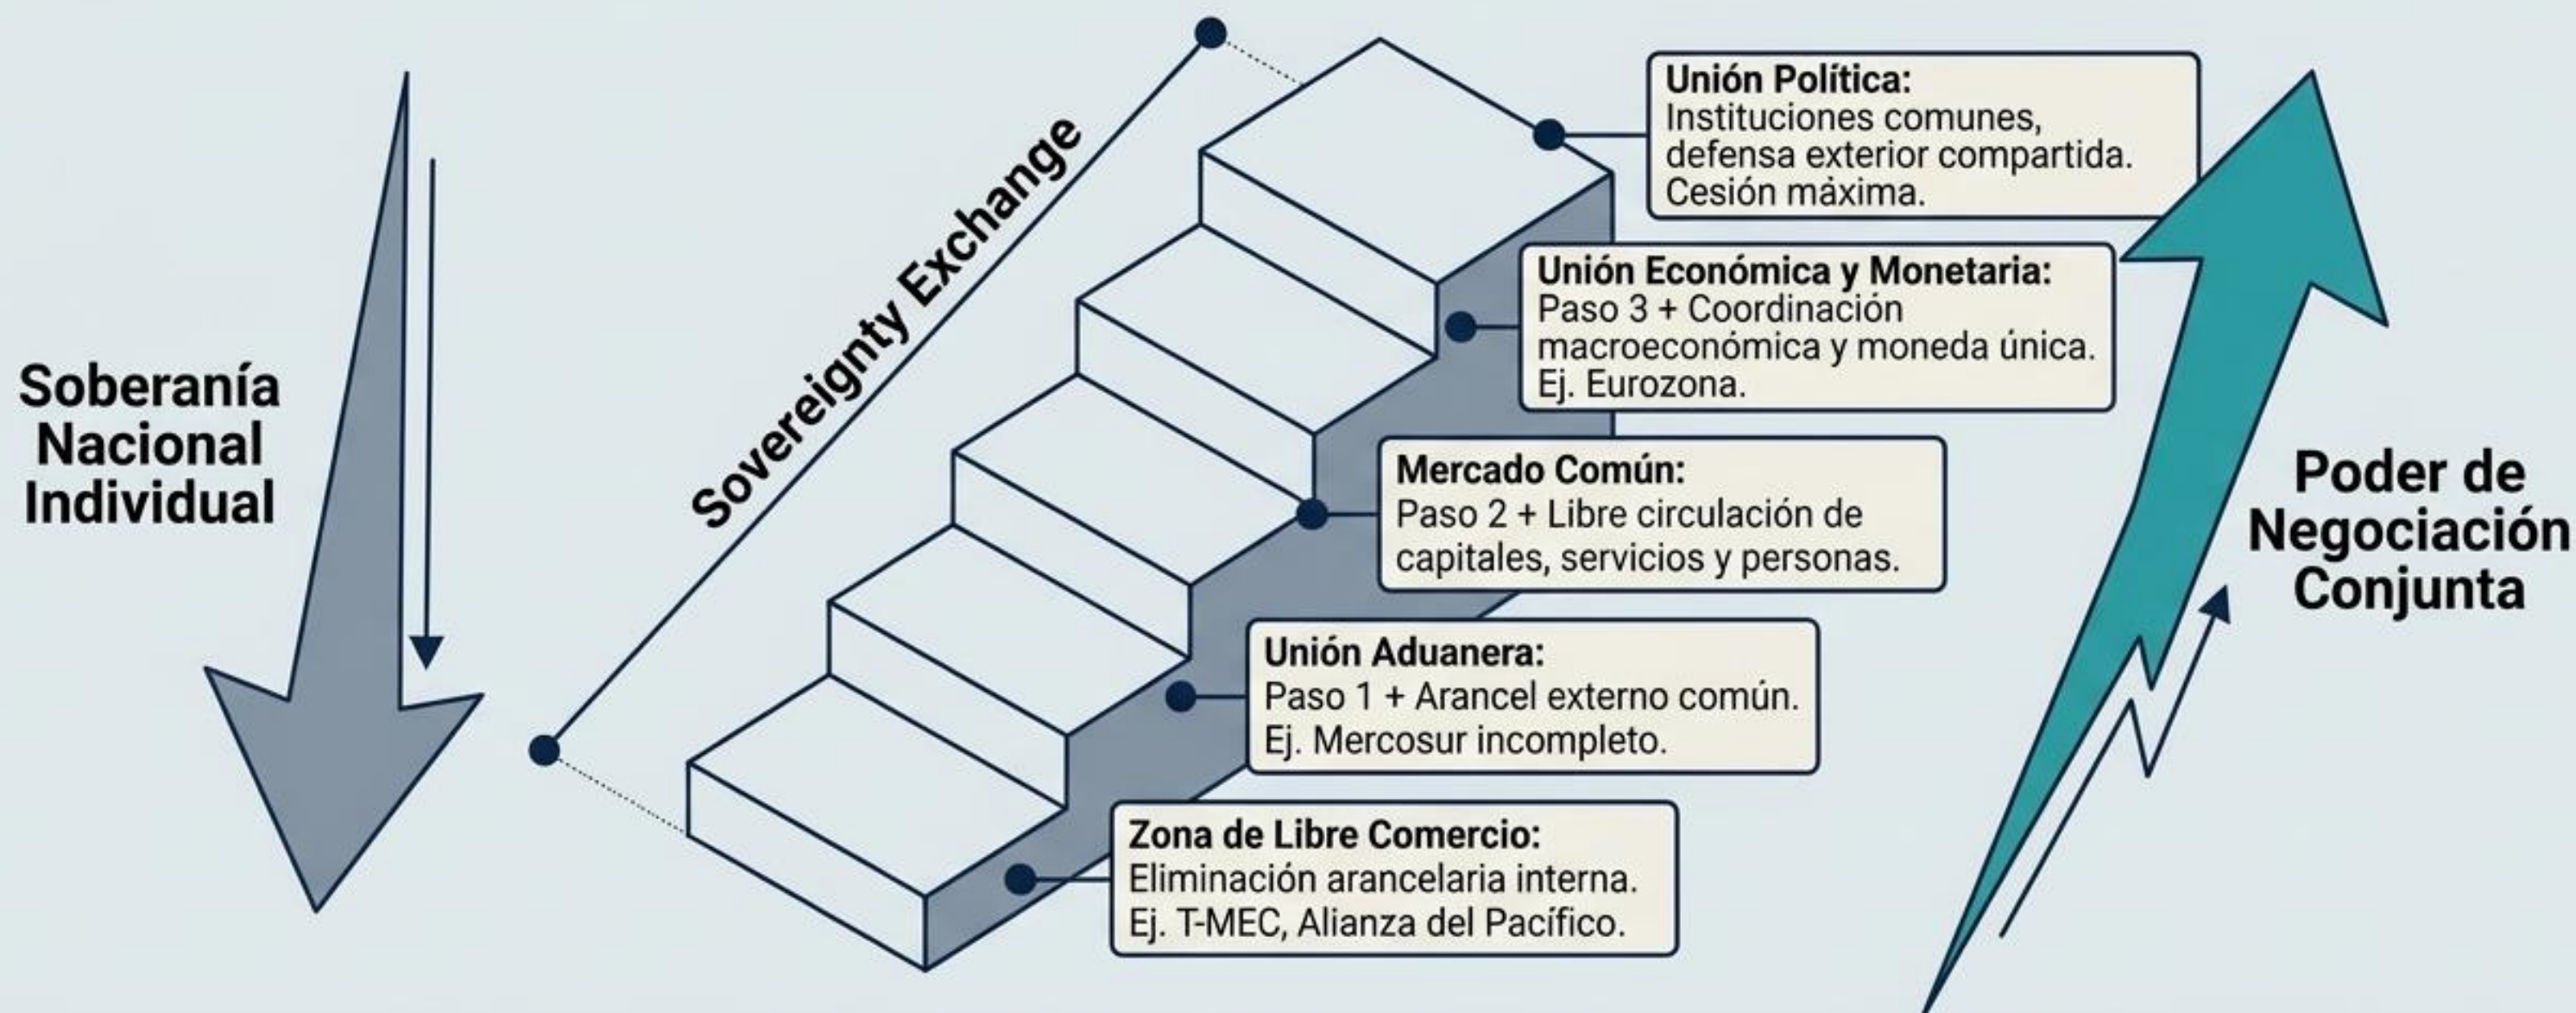 Soberanía
Nacional
Individual
Sovereignty Exchange
Unión Política:
Instituciones comunes,
defensa exterior compartida.
Cesión máxima.
Unión Económica y Monetaria:
Paso 3 + Coordinación
macroeconómica y moneda única.
Ej. Eurozona.
Mercado Común:
Paso 2 + Libre circulación de
capitales, servicios y personas.
Unión Aduanera:
Paso 1 + Arancel externo común.
Ej. Mercosur incompleto.
Zona de Libre Comercio:
Eliminación arancelaria interna.
Ej. T-MEC, Alianza del Pacífico.
Poder de
Negociación
Conjunta